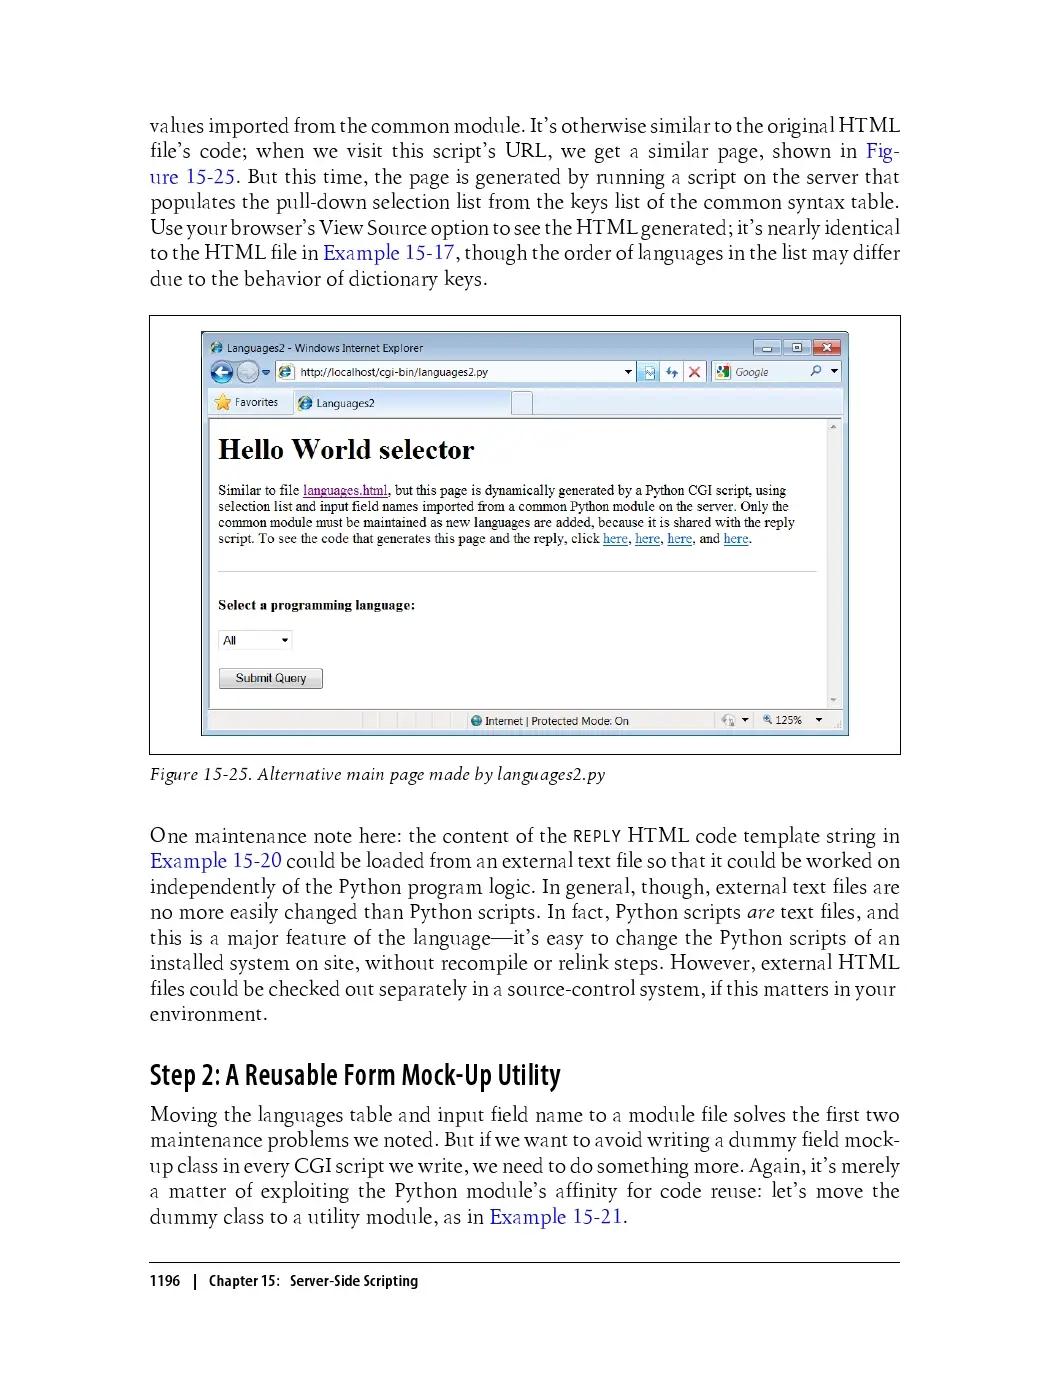 values imported from the common module. It’s otherwise similar to the original HTML
file’s code; when we visit this script’s URL, we get a similar page, shown in Fig-
ure 15-25. But this time, the page is generated by running a script on the server that
populates the pull-down selection list from the keys list of the common syntax table.
Use your browser’s View Source option to see the HTML generated; it’s nearly identical
to the HTML file in Example 15-17, though the order of languages in the list may differ
due to the behavior of dictionary keys.
Languages2 - Windows Internet Explorer
http://localhost/cgi-bin/languages2.py
Google
Favorites
Languages2
Hello World selector
Similar to file languages.html, but this page is dynamically generated by a Python CGI script, using
selection list and input field names imported from a common Python module on the server. Only the
common module must be maintained as new languages are added, because it is shared with the reply
script. To see the code that generates this page and the reply, click here, here, here, and here.
Select a programming language:
All
Submit Query
Internet | Protected Mode: On
125%
Figure 15-25. Alternative main page made by languages2.py
One maintenance note here: the content of the REPLY HTML code template string in
Example 15-20 could be loaded from an external text file so that it could be worked on
independently of the Python program logic. In general, though, external text files are
no more easily changed than Python scripts. In fact, Python scripts are text files, and
this is a major feature of the language—it’s easy to change the Python scripts of an
installed system on site, without recompile or relink steps. However, external HTML
files could be checked out separately in a source-control system, if this matters in your
environment.
Step 2: A Reusable Form Mock-Up Utility
Moving the languages table and input field name to a module file solves the first two
maintenance problems we noted. But if we want to avoid writing a dummy field mock-
up class in every CGI script we write, we need to do something more. Again, it’s merely
a matter of exploiting the Python module’s affinity for code reuse: let’s move the
dummy class to a utility module, as in Example 15-21.
1196 | Chapter 15: Server-Side Scripting